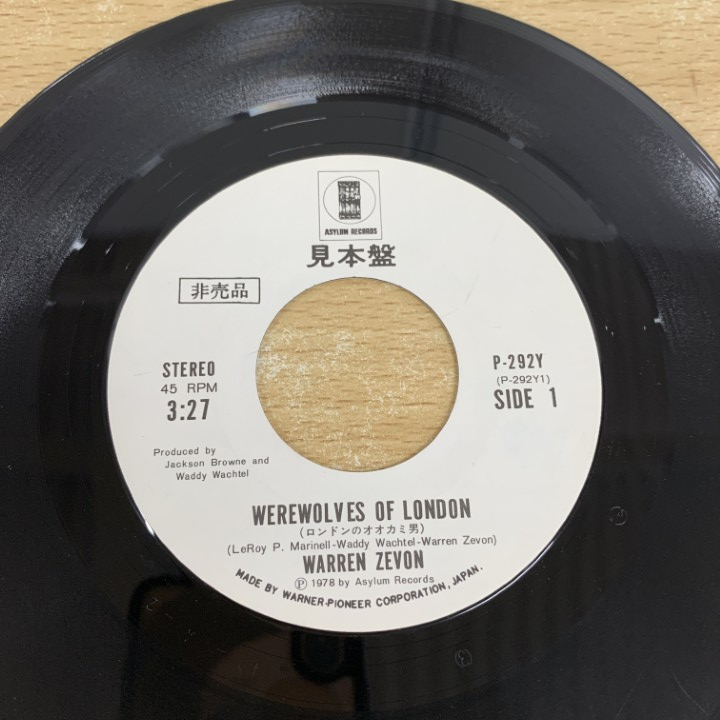 ASYLUM RECORDS
見本盤
非売品
STEREO
45 RPM
3:27
P-292Y
(P-292Y1)
SIDE 1
Produced by
Jackson Browne and
Waddy Wachtel
WEREWOLVES OF LONDON
(ロンドンのオオカミ男)
(LeRoy P. Marinell-Waddy Wachtel-Warren Zevon)
WARREN ZEVON
Ⓟ 1978 by Asylum Records
MADE BY WARNER-PIONEER CORPORATION, JAPAN.